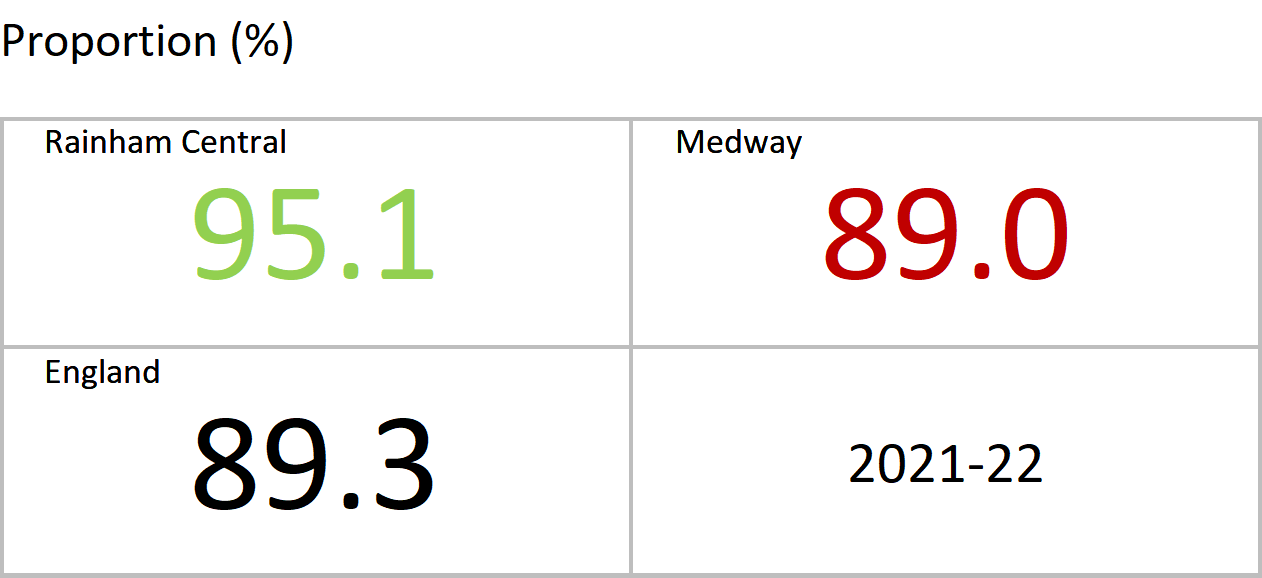 Proportion (%)
Rainham Central
95.1
Medway
89.0
England
89.3
2021-22